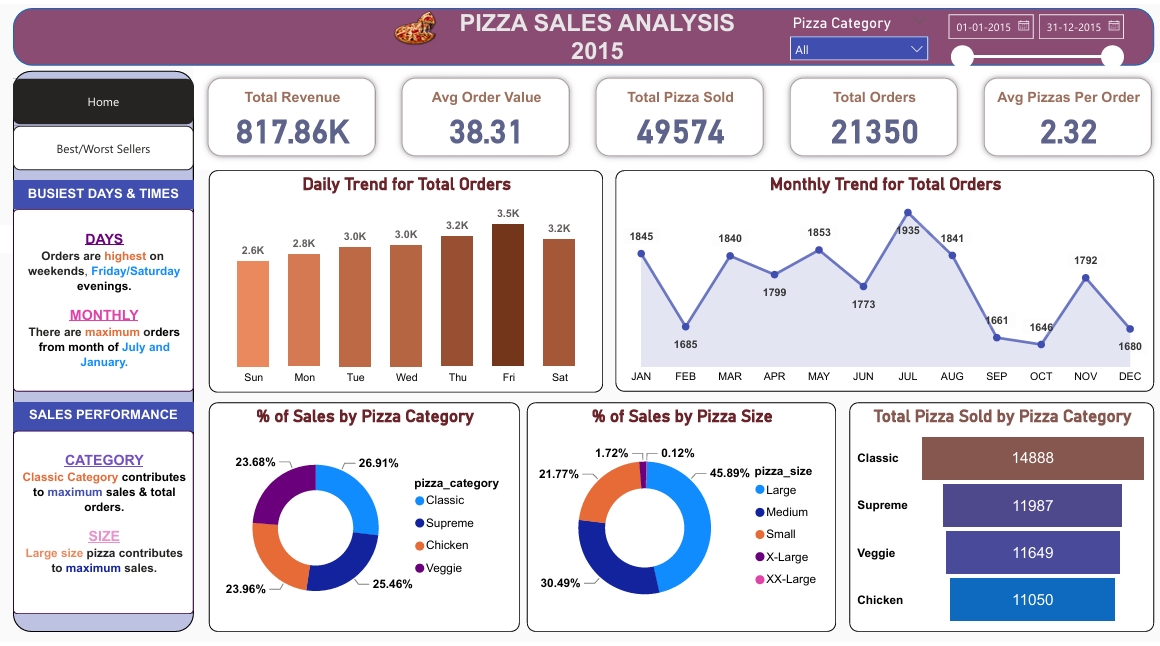 PIZZA SALES ANALYSIS
2015
Pizza Category
All
01-01-2015
31-12-2015
Home
Best/Worst Sellers
BUSIEST DAYS & TIMES
DAYS
Orders are highest on
weekends, Friday/Saturday
evenings.
MONTHLY
There are maximum orders
from month of July and
January.
SALES PERFORMANCE
CATEGORY
Classic Category contributes
to maximum sales & total
orders.
SIZE
Large size pizza contributes
to maximum sales.
Total Revenue
817.86K
Avg Order Value
38.31
Total Pizza Sold
49574
Total Orders
21350
Avg Pizzas Per Order
2.32
Daily Trend for Total Orders
2.6K
2.8K
3.0K
3.0K
3.2K
3.5K
3.2K
Sun Mon Tue Wed Thu Fri Sat
Monthly Trend for Total Orders
1845
1685
1840
1799
1853
1773
1935
1841
1661
1646
1792
1680
JAN FEB MAR APR MAY JUN JUL AUG SEP OCT NOV DEC
% of Sales by Pizza Category
23.68%
26.91%
23.96%
25.46%
pizza_category
Classic
Supreme
Chicken
Veggie
% of Sales by Pizza Size
1.72%
0.12%
21.77%
45.89%
30.49%
pizza_size
Large
Medium
Small
X-Large
XX-Large
Total Pizza Sold by Pizza Category
Classic 14888
Supreme 11987
Veggie 11649
Chicken 11050